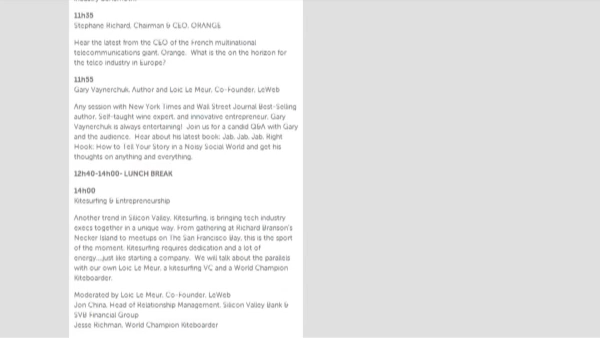 11h35
Stephane Richard, Chairman & CEO, ORANGE
Hear the latest from the CEO of the French multinational
telecommunications giant, Orange. What is the on the horizon for
the telco industry in Europe?
11h55
Gary Vaynerchuk, Author and Loic Le Meur, Co-Founder, LeWeb
Any session with New York Times and Wall Street Journal Best-Selling
author, Self-taught wine expert, and innovative entrepreneur, Gary
Vaynerchuk is always entertaining! Join us for a candid Q&A with Gary
and the audience. Hear about his latest book: Jab, Jab, Jab, Right
Hook: How to Tell Your Story in a Noisy Social World and get his
thoughts on anything and everything.
12h40-14h00- LUNCH BREAK
14h00
Kitesurfing & Entrepreneurship
Another trend in Silicon Valley, Kitesurfing, is bringing tech industry
execs together in a unique way. From gathering at Richard Branson's
Necker Island to meetups on The San Francisco Bay, this is the sport
of the moment. Kitesurfing requires dedication and a lot of
energy...just like starting a company. We will talk about the parallels
with our own Loic Le Meur, a kitesurfing VC and a World Champion
Kiteboarder.
Moderated by Loic Le Meur, Co-Founder, LeWeb
Jon China, Head of Relationship Management, Silicon Valley Bank &
SVB Financial Group
Jesse Richman, World Champion Kiteboarder